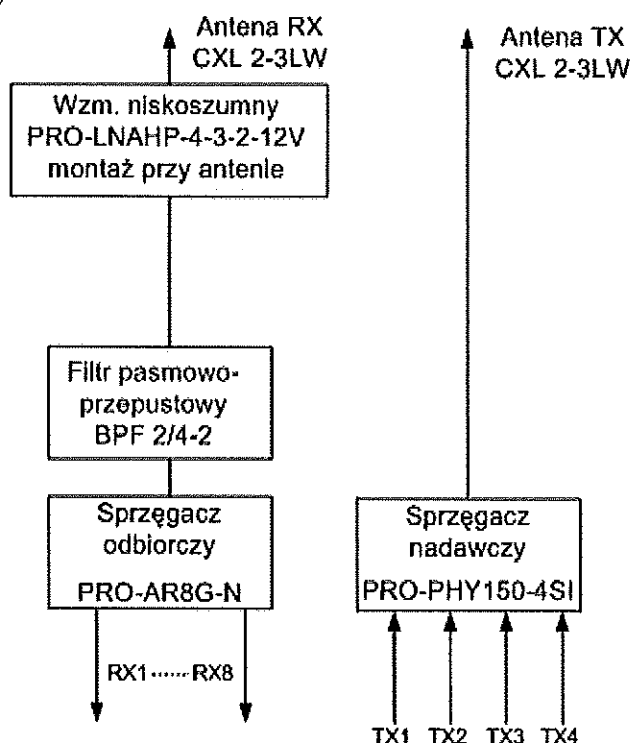 Antena RX
CXL 2-3LW
Wzm. niskoszumny
PRO-LNAHP-4-3-2-12V
montaż przy antenie
Filtr pasmowo-
przepustowy
BPF 2/4-2
Sprzęgacz
odbiorczy
PRO-AR8G-N
RX1 ······ RX8
Antena TX
CXL 2-3LW
Sprzęgacz
nadawczy
PRO-PHY150-4SI
TX1 TX2 TX3 TX4